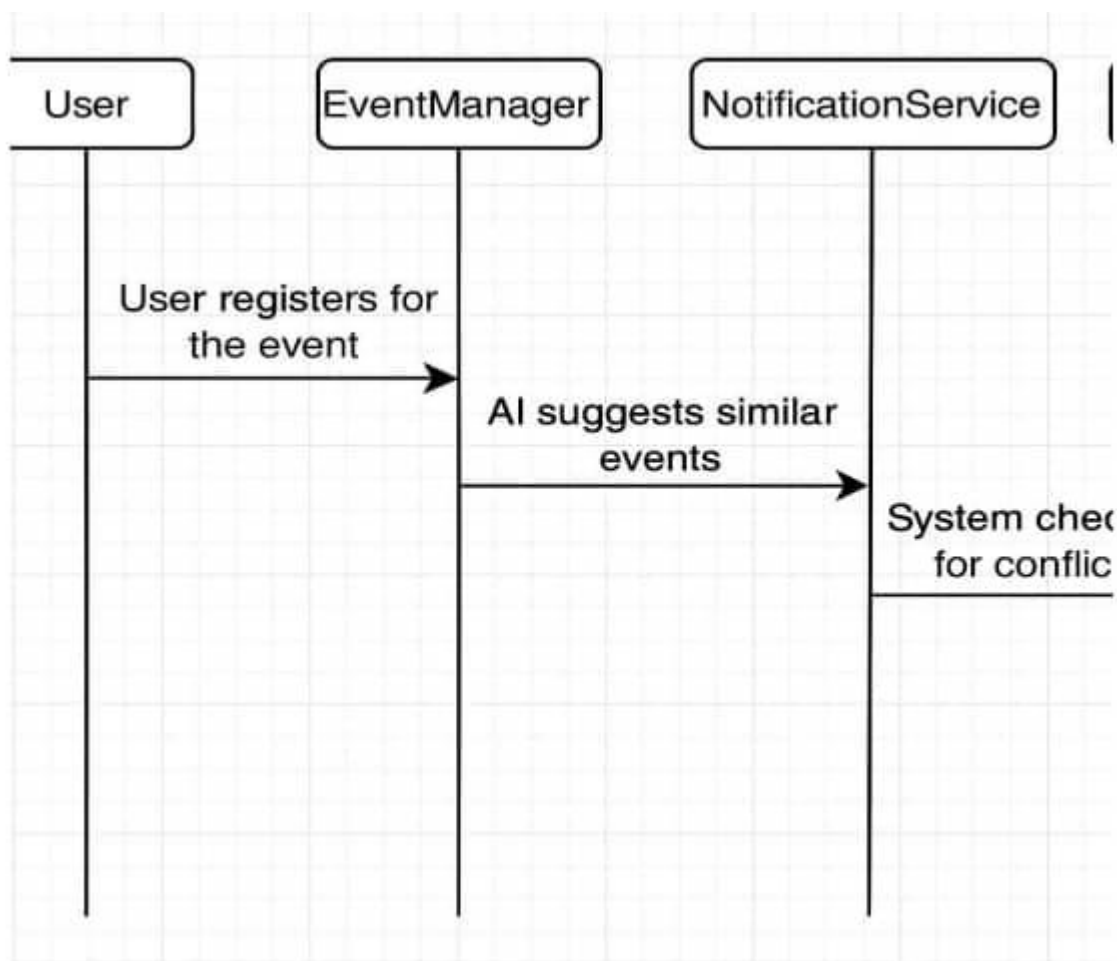 User
EventManager
NotificationService
User registers for
the event
AI suggests similar
events
System
for